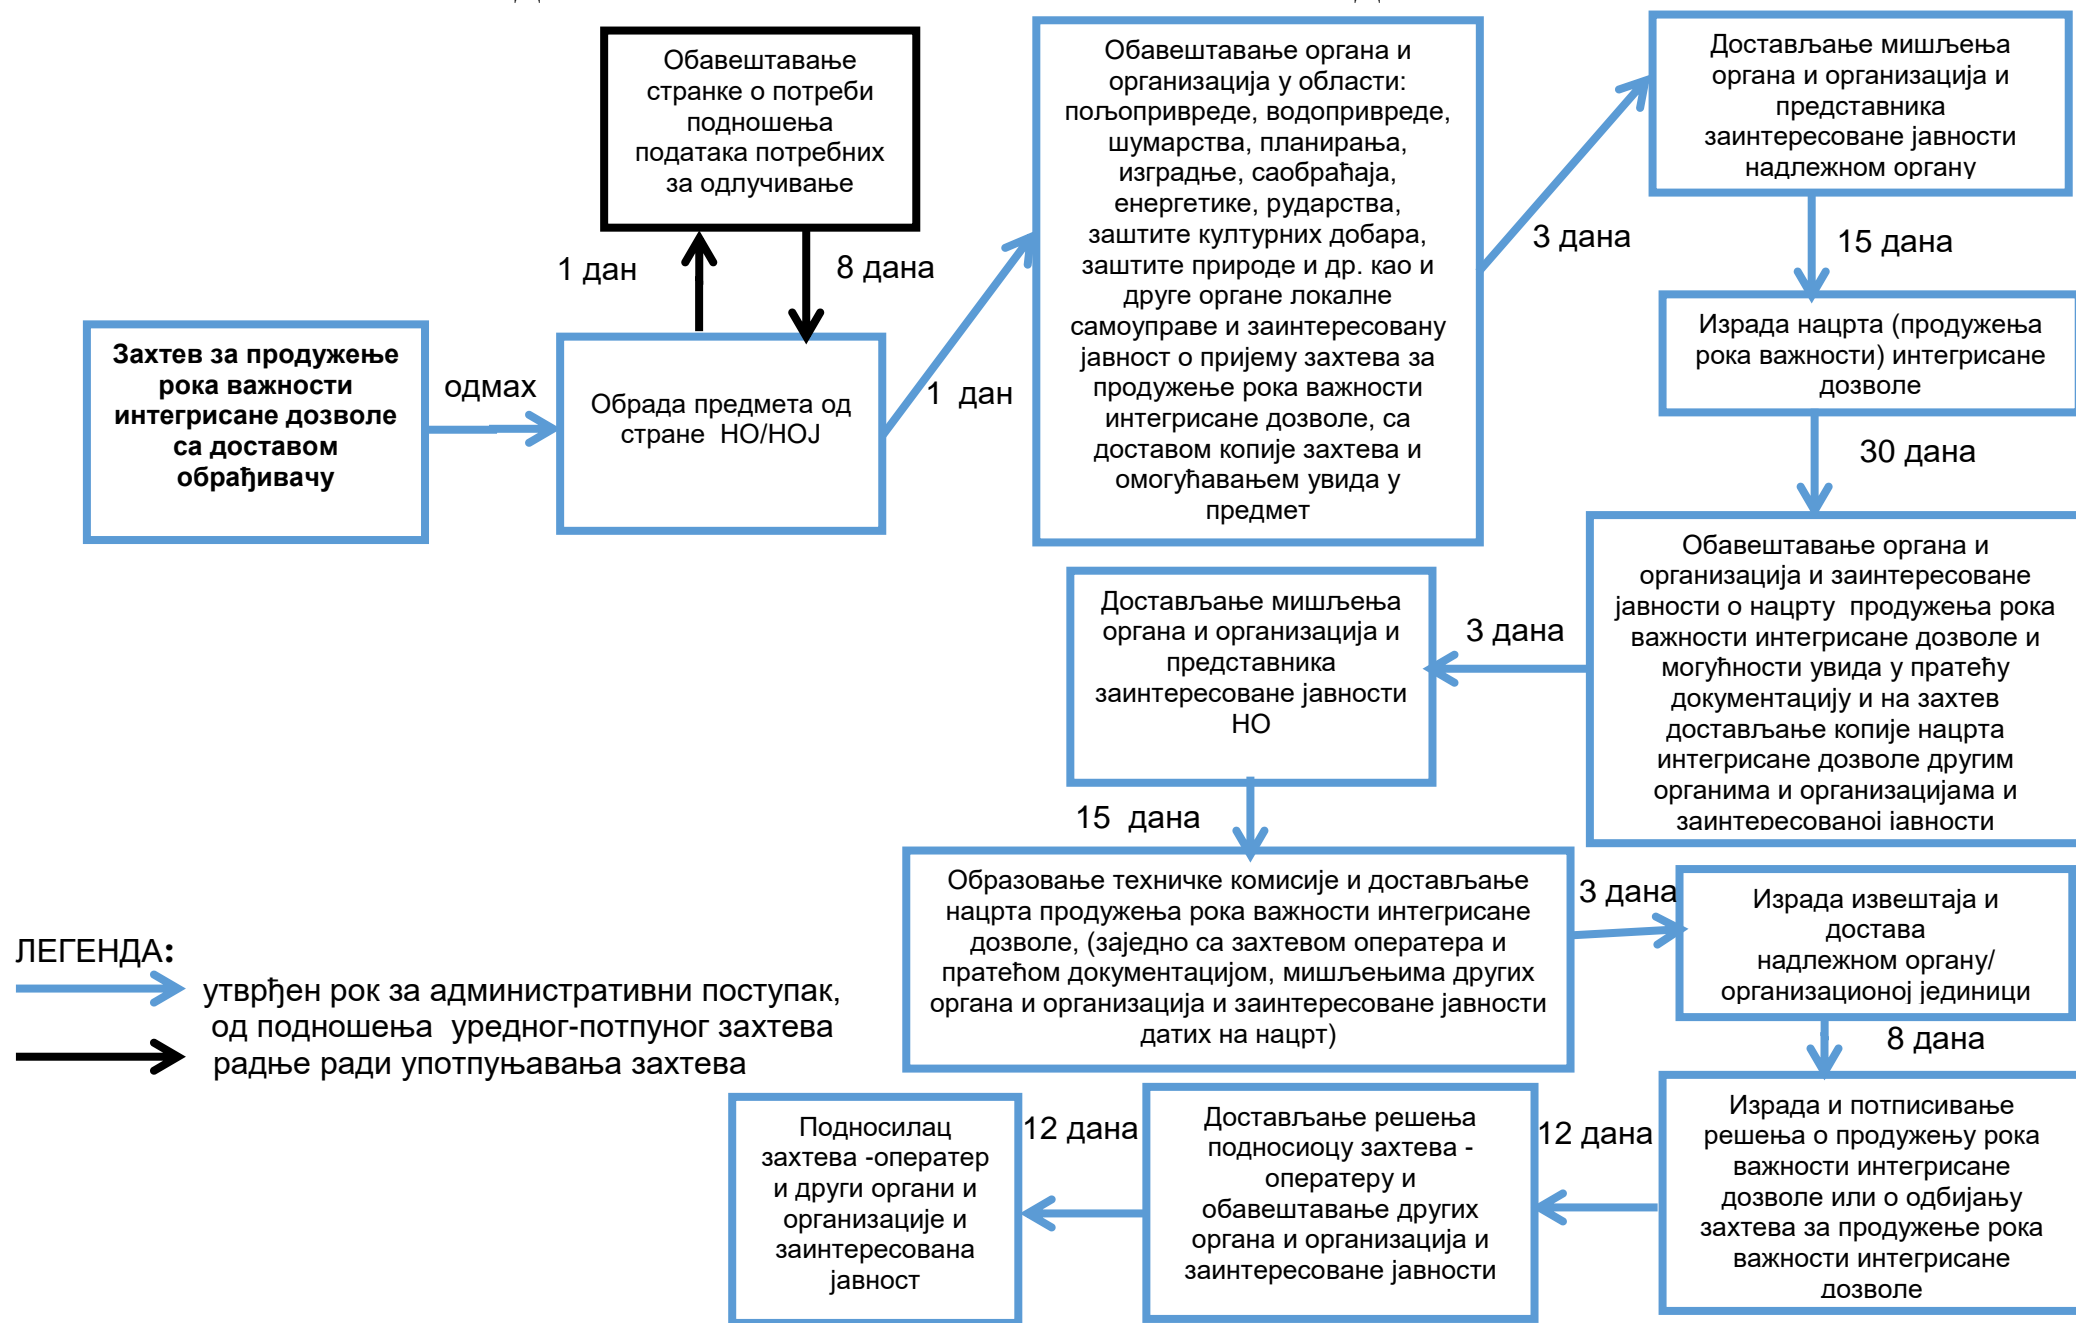 Обавештавање
странке о потреби
подношења
података потребних
за одлучивање
1 дан
8 дана
Захтев за продужење
рока важности
интегрисане дозволе
са доставом
обрађивачу
одмах
Обрада предмета од
стране НО/НОЈ
1 дан
Обавештавање органа и
организација у области:
пољопривреде, водопривреде,
шумарства, планирања,
изградње, саобраћаја,
енергетике, рударства,
заштите културних добара,
заштите природе и др. као и
друге органе локалне
самоуправе и заинтересовану
јавност о пријему захтева за
продужење рока важности
интегрисане дозволе, са
доставом копије захтева и
омогућавањем увида у
предмет
3 дана
Достављање мишљења
органа и организација и
представника
заинтересоване јавности
надлежном органу
15 дана
Израда нацрта (продужења
рока важности) интегрисане
дозволе
30 дана
Обавештавање органа и
организација и заинтересоване
јавности о нацрту продужења рока
важности интегрисане дозволе и
могућности увида у пратећу
документацију и на захтев
достављање копије нацрта
интегрисане дозволе другим
органима и организацијама и
заинтересованој јавности
3 дана
Достављање мишљења
органа и организација и
представника
заинтересоване јавности
НО
15 дана
Образовање техничке комисије и достављање
нацрта продужења рока важности интегрисане
дозволе, (заједно са захтевом оператера и
пратећом документацијом, мишљењима других
органа и организација и заинтересоване јавности
датих на нацрт)
3 дана
Израда извештаја и
достава
надлежном органу/
организационој јединици
8 дана
Израда и потписивање
решења о продужењу рока
важности интегрисане
дозволе или о одбијању
захтева за продужење рока
важности интегрисане
дозволе
12 дана
Достављање решења
подносиоцу захтева -
оператеру и
обавештавање других
органа и организација и
заинтересоване јавности
12 дана
Подносилац
захтева -оператер
и други органи и
организације и
заинтересована
јавност
ЛЕГЕНДА:
утврђен рок за административни поступак,
од подношења уредног-потпуног захтева
радње ради употпуњавања захтева